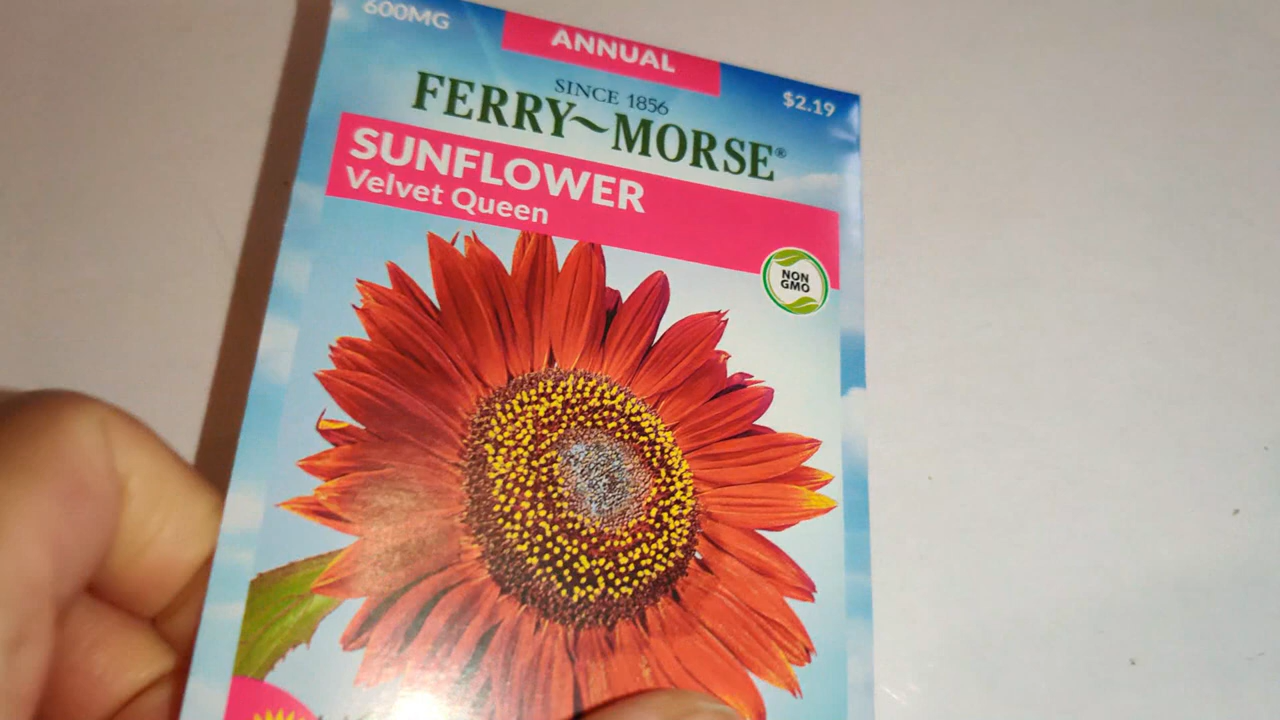 600MG
ANNUAL
$2.19
SINCE 1856
FERRY~MORSE®
SUNFLOWER
Velvet Queen
NON
GMO